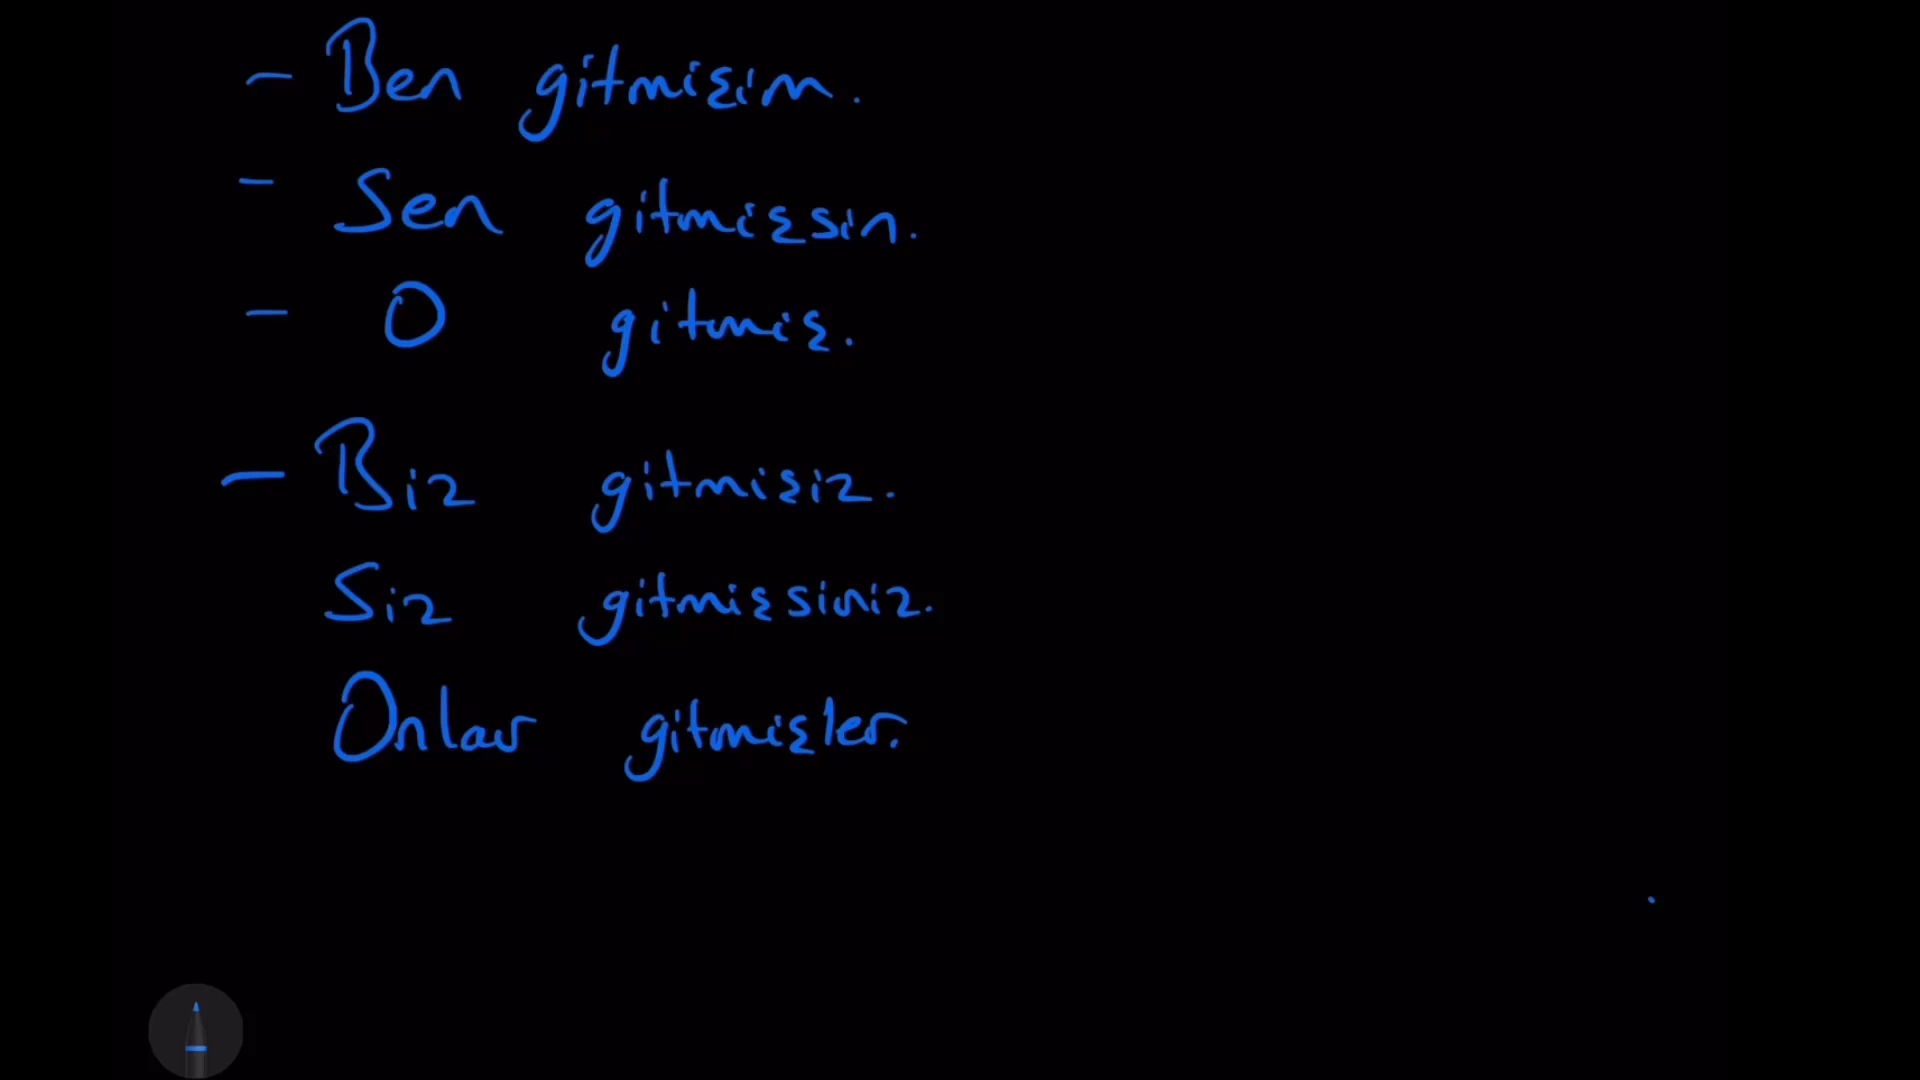 - Ben gitmişim.
- Sen gitmişsin.
- O gitmiş.
- Biz gitmişiz.
Siz gitmişsiniz.
Onlar gitmişler.